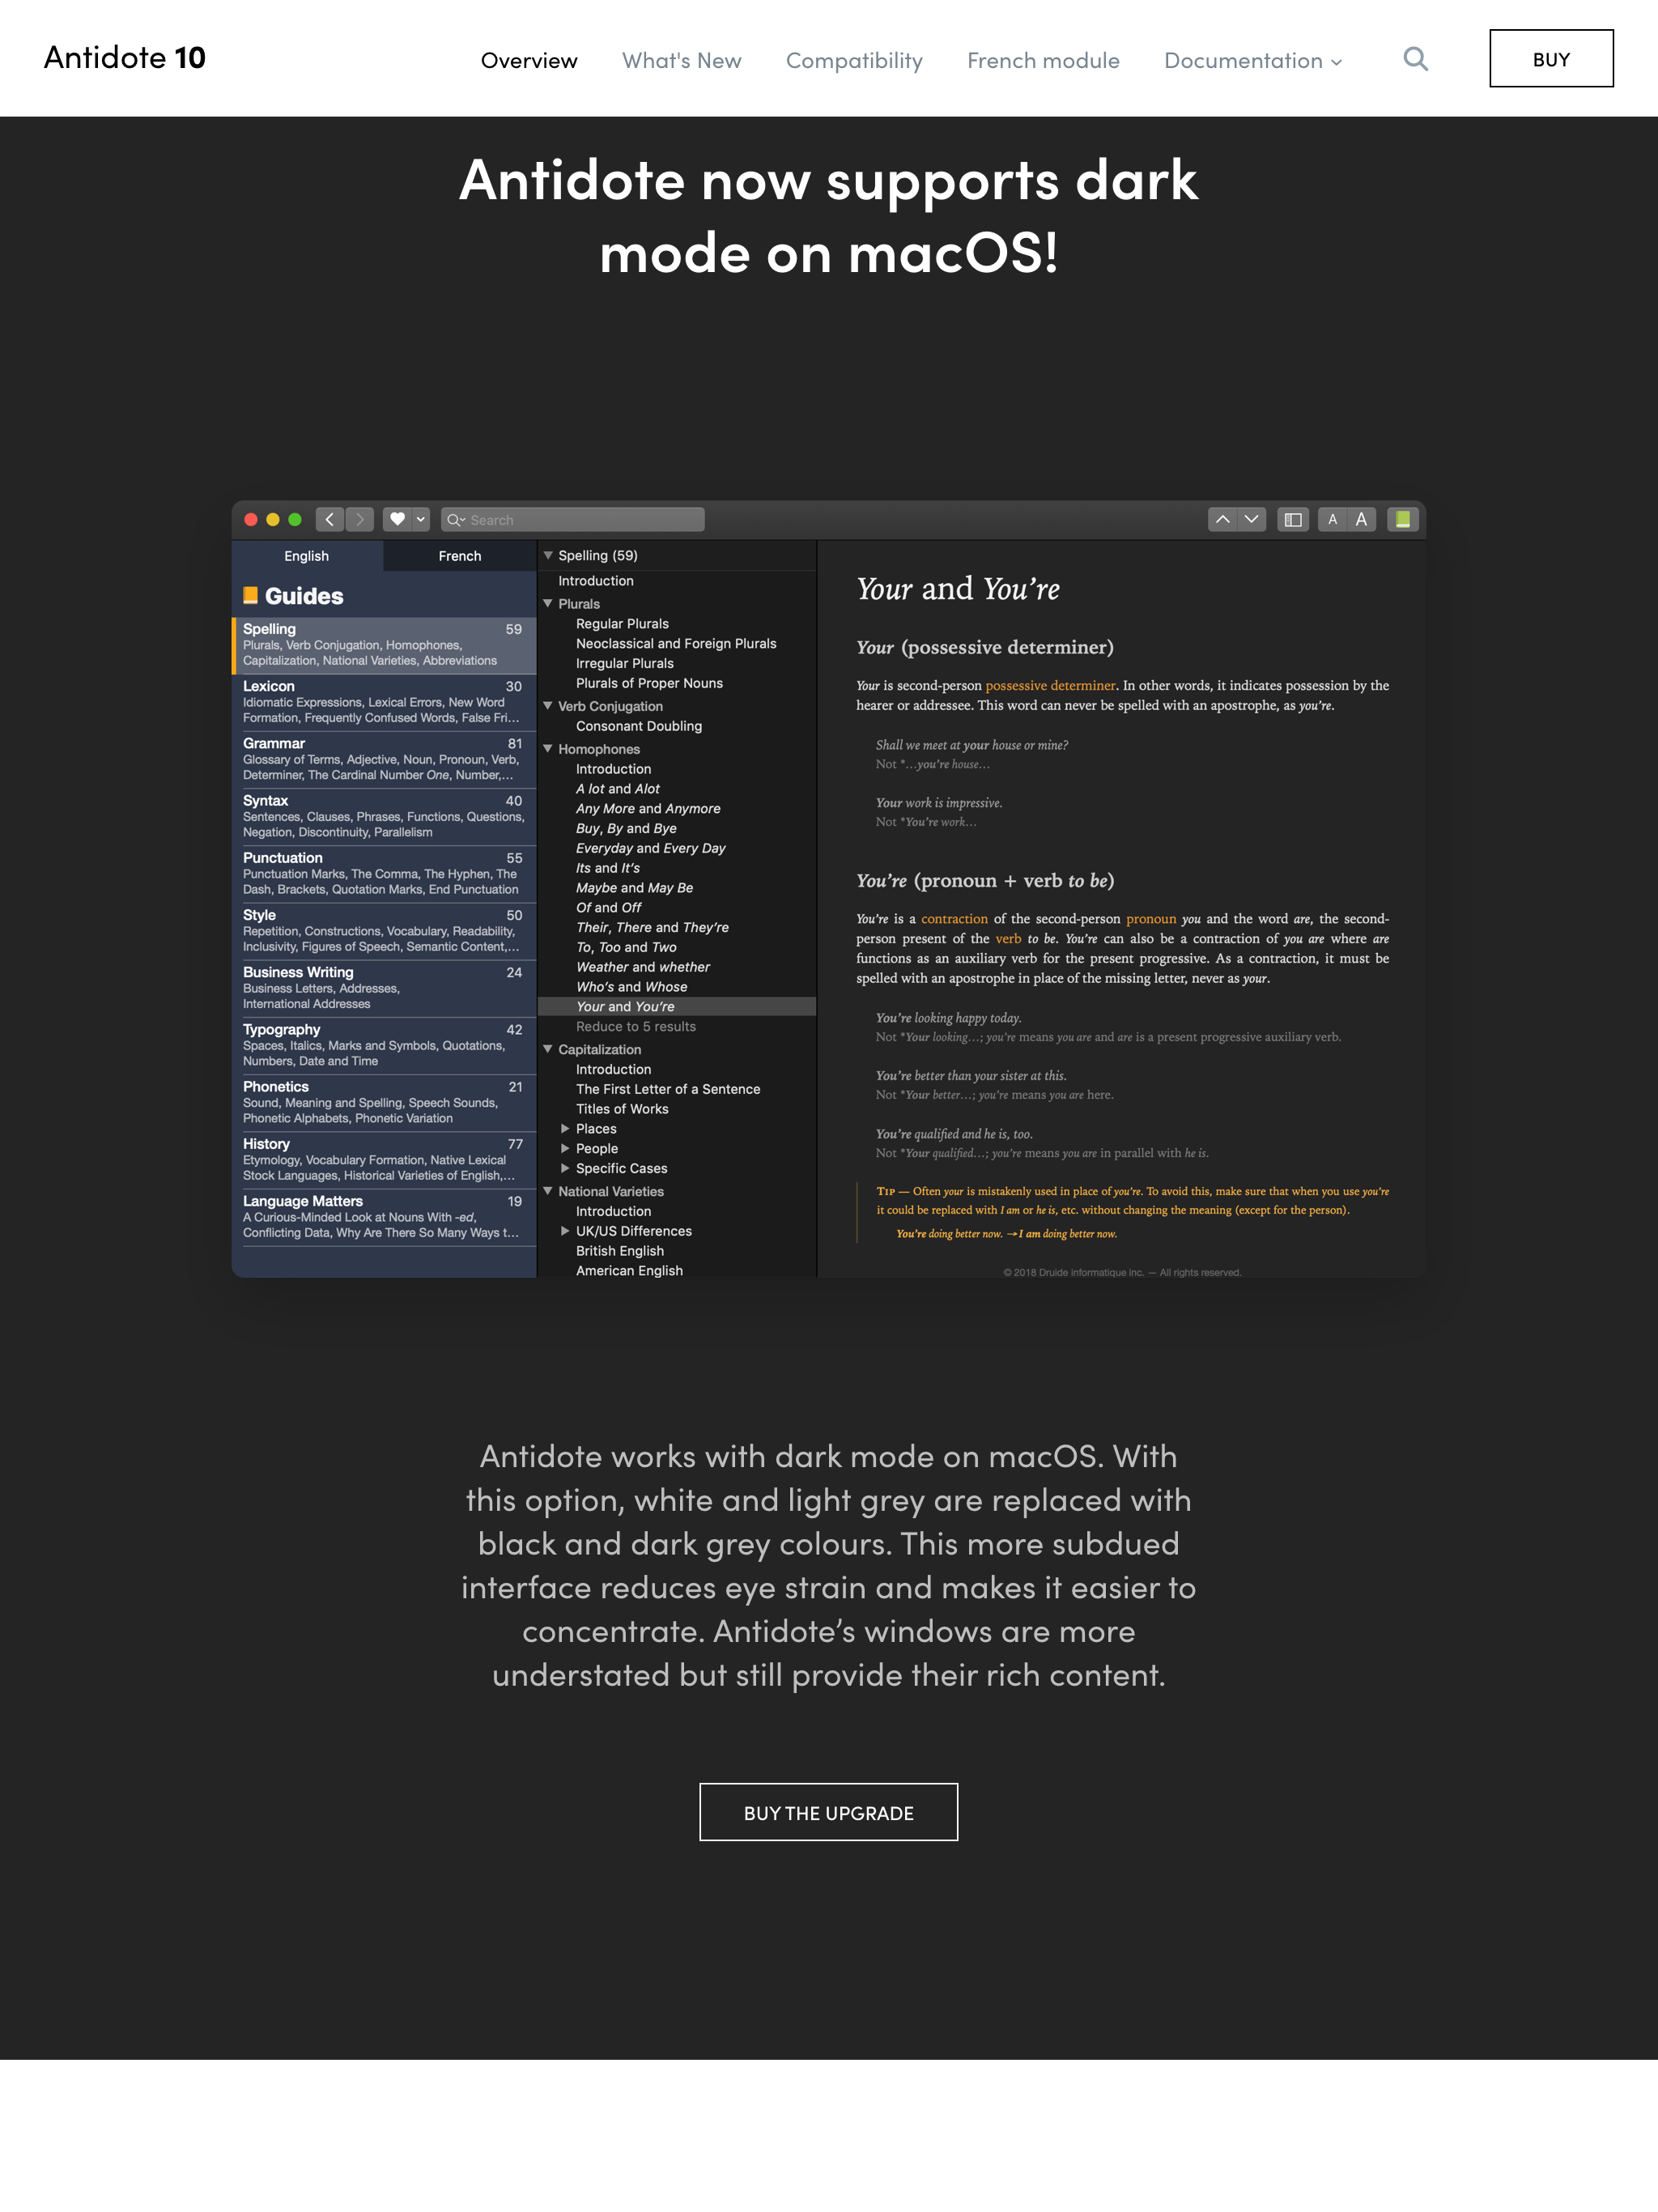 Antidote 10
Overview
What's New
Compatibility
French module
Documentation
BUY
Antidote now supports dark
mode on macOS!
Search
English
French
Guides
Spelling 59
Plurals, Verb Conjugation, Homophones,
Capitalization, National Varieties, Abbreviations
Lexicon 30
Idiomatic Expressions, Lexical Errors, New Word
Formation, Frequently Confused Words, False Fri…
Grammar 81
Glossary of Terms, Adjective, Noun, Pronoun, Verb,
Determiner, The Cardinal Number One, Number,…
Syntax 40
Sentences, Clauses, Phrases, Functions, Questions,
Negation, Discontinuity, Parallelism
Punctuation 55
Punctuation Marks, The Comma, The Hyphen, The
Dash, Brackets, Quotation Marks, End Punctuation
Style 50
Repetition, Constructions, Vocabulary, Readability,
Inclusivity, Figures of Speech, Semantic Content,…
Business Writing 24
Business Letters, Addresses,
International Addresses
Typography 42
Spaces, Italics, Marks and Symbols, Quotations,
Numbers, Date and Time
Phonetics 21
Sound, Meaning and Spelling, Speech Sounds,
Phonetic Alphabets, Phonetic Variation
History 77
Etymology, Vocabulary Formation, Native Lexical
Stock Languages, Historical Varieties of English,…
Language Matters 19
A Curious-Minded Look at Nouns With -ed,
Conflicting Data, Why Are There So Many Ways t…
Spelling (59)
Introduction
Plurals
Regular Plurals
Neoclassical and Foreign Plurals
Irregular Plurals
Plurals of Proper Nouns
Verb Conjugation
Consonant Doubling
Homophones
Introduction
A lot and Alot
Any More and Anymore
Buy, By and Bye
Everyday and Every Day
Its and It's
Maybe and May Be
Of and Off
Their, There and They're
To, Too and Two
Weather and whether
Who's and Whose
Your and You're
Reduce to 5 results
Capitalization
Introduction
The First Letter of a Sentence
Titles of Works
Places
People
Specific Cases
National Varieties
Introduction
UK/US Differences
British English
American English
Your and You're
Your (possessive determiner)
Your is second-person possessive determiner. In other words, it indicates possession by the
hearer or addressee. This word can never be spelled with an apostrophe, as you're.
Shall we meet at your house or mine?
Not *…you're house…
Your work is impressive.
Not *You're work…
You're (pronoun + verb to be)
You're is a contraction of the second-person pronoun you and the word are, the second-
person present of the verb to be. You're can also be a contraction of you are where are
functions as an auxiliary verb for the present progressive. As a contraction, it must be
spelled with an apostrophe in place of the missing letter, never as your.
You're looking happy today.
Not *Your looking…; you're means you are and are is a present progressive auxiliary verb.
You're better than your sister at this.
Not *Your better…; you're means you are here.
You're qualified and he is, too.
Not *Your qualified…; you're means you are in parallel with he is.
TIP — Often your is mistakenly used in place of you're. To avoid this, make sure that when you use you're
it could be replaced with I am or he is, etc. without changing the meaning (except for the person).
You're doing better now. → I am doing better now.
© 2018 Druide informatique inc. — All rights reserved.
Antidote works with dark mode on macOS. With
this option, white and light grey are replaced with
black and dark grey colours. This more subdued
interface reduces eye strain and makes it easier to
concentrate. Antidote's windows are more
understated but still provide their rich content.
BUY THE UPGRADE